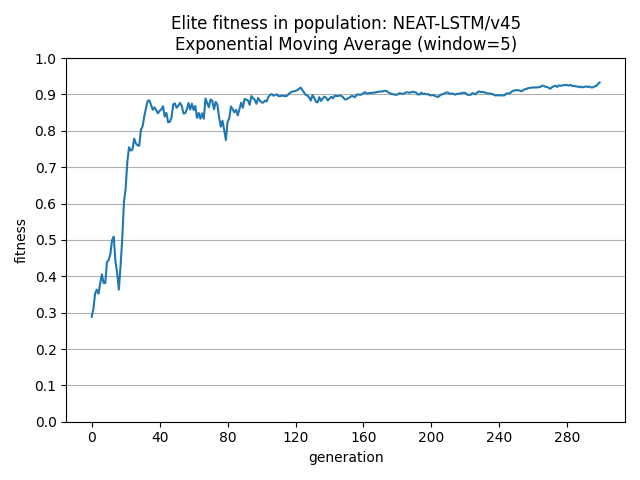 Elite fitness in population: NEAT-LSTM/v45
Exponential Moving Average (window=5)
1.0
0.9
0.8
0.7
0.6
0.5
0.4
0.3
0.2
0.1
0.0
fitness
0 40 80 120 160 200 240 280
generation